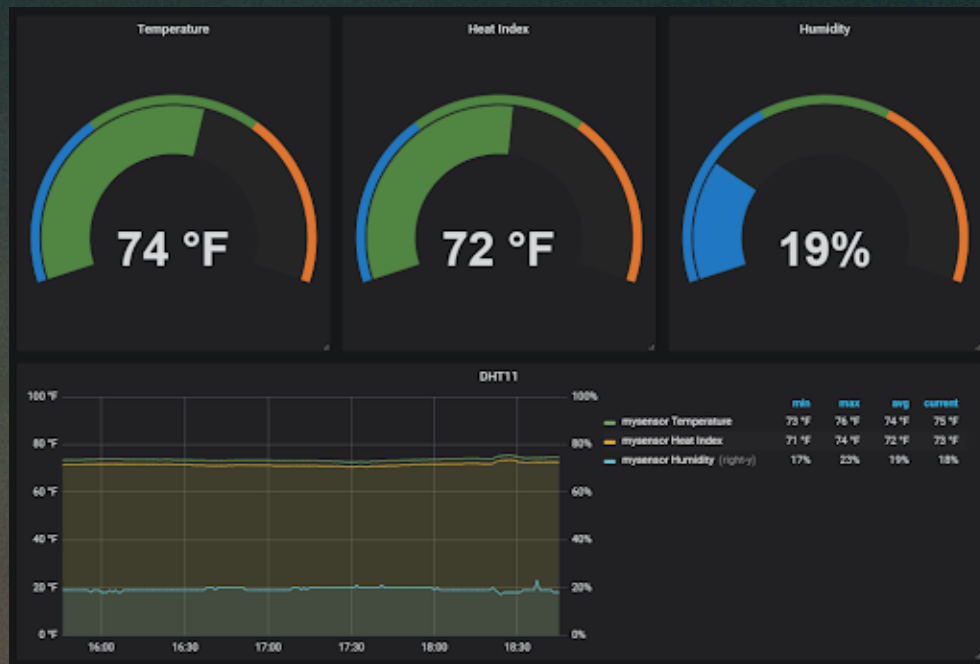 Temperature
Heat Index
Humidity
74 °F
72 °F
19%
DHT11
100 °F
80 °F
60 °F
40 °F
20 °F
0 °F
100%
80%
60%
40%
20%
0%
16:00 16:30 17:00 17:30 18:00 18:30
min max avg current
mysensor Temperature 73 °F 76 °F 74 °F 75 °F
mysensor Heat Index 71 °F 74 °F 72 °F 73 °F
mysensor Humidity (right-y) 17% 23% 19% 18%